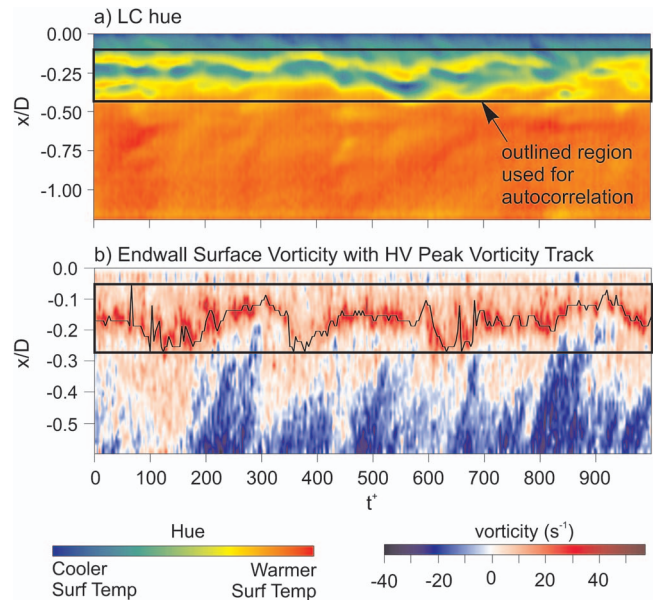 a) LC hue
0.00
-0.25
-0.50
-0.75
-1.00
x/D
outlined region
used for
autocorrelation
b) Endwall Surface Vorticity with HV Peak Vorticity Track
0.0
-0.1
-0.2
-0.3
-0.4
-0.5
x/D
0 100 200 300 400 500 600 700 800 900
t⁺
Hue
Cooler
Surf Temp
Warmer
Surf Temp
vorticity (s⁻¹)
-40 -20 0 20 40